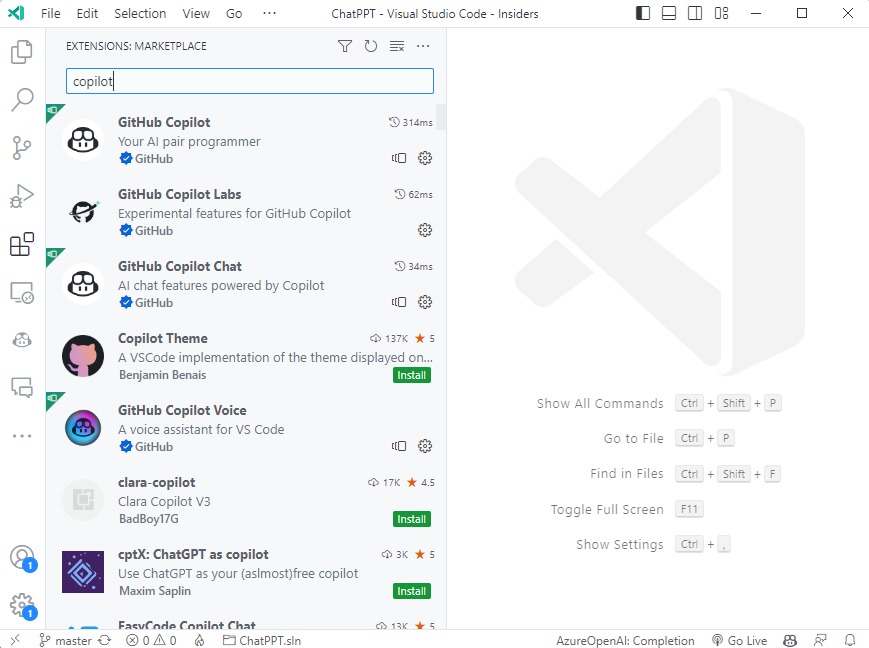 File Edit Selection View Go ··· ChatPPT - Visual Studio Code - Insiders
EXTENSIONS: MARKETPLACE
copilot
GitHub Copilot 314ms
Your AI pair programmer
GitHub
GitHub Copilot Labs 62ms
Experimental features for GitHub Copilot
GitHub
GitHub Copilot Chat 34ms
AI chat features powered by Copilot
GitHub
Copilot Theme 137K ★ 5
A VSCode implementation of the theme displayed on...
Benjamin Benais Install
GitHub Copilot Voice
A voice assistant for VS Code
GitHub
clara-copilot 17K ★ 4.5
Clara Copilot V3
BadBoy17G Install
cptX: ChatGPT as copilot 3K ★ 5
Use ChatGPT as your (aslmost)free copilot
Maxim Saplin Install
EasyCode Copilot Chat 13K ★ 5
Show All Commands Ctrl + Shift + P
Go to File Ctrl + P
Find in Files Ctrl + Shift + F
Toggle Full Screen F11
Show Settings Ctrl + ,
1
1
master 0 0 ChatPPT.sln AzureOpenAI: Completion Go Live